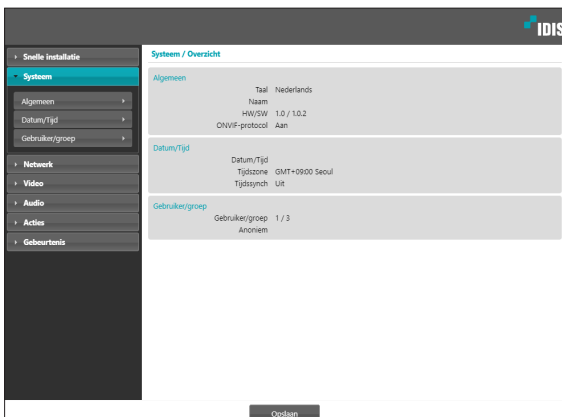 IDIS
Snelle installatie
Systeem
Algemeen
Datum/Tijd
Gebruiker/groep
Netwerk
Video
Audio
Acties
Gebeurtenis
Systeem / Overzicht
Algemeen
Taal Nederlands
Naam
HW/SW 1.0 / 1.0.2
ONVIF-protocol Aan
Datum/Tijd
Datum/Tijd
Tijdszone GMT+09:00 Seoul
Tijdssynch Uit
Gebruiker/groep
Gebruiker/groep 1 / 3
Anoniem
Opslaan